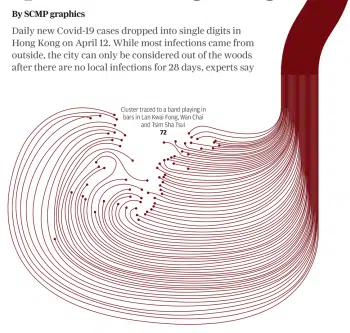 By SCMP graphics
Daily new Covid-19 cases dropped into single digits in
Hong Kong on April 12. While most infections came from
outside, the city can only be considered out of the woods
after there are no local infections for 28 days, experts say
Cluster traced to a band playing in
bars in Lan Kwai Fong, Wan Chai
and Tsim Sha Tsui
72